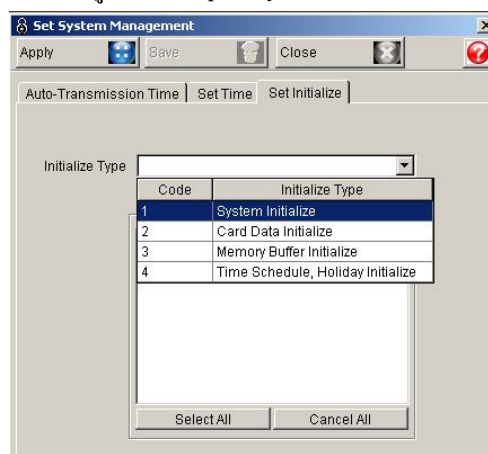 Set System Management
Apply Save Close
Auto-Transmission Time Set Time Set Initialize
Initialize Type
Code Initialize Type
1 System Initialize
2 Card Data Initialize
3 Memory Buffer Initialize
4 Time Schedule, Holiday Initialize
Select All Cancel All